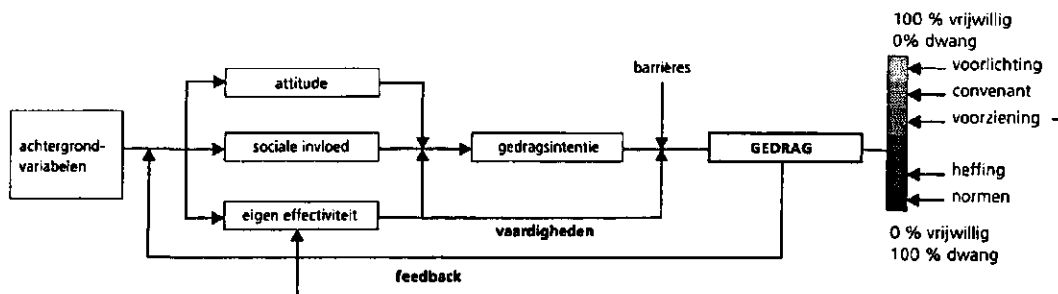 100 % vrijwillig
0% dwang
barrières
voorlichting
attitude
convenant
achtergrond-
variabelen
sociale invloed
gedragsintentie
GEDRAG
voorziening
heffing
eigen effectiviteit
normen
vaardigheden
feedback
0 % vrijwillig
100 % dwang